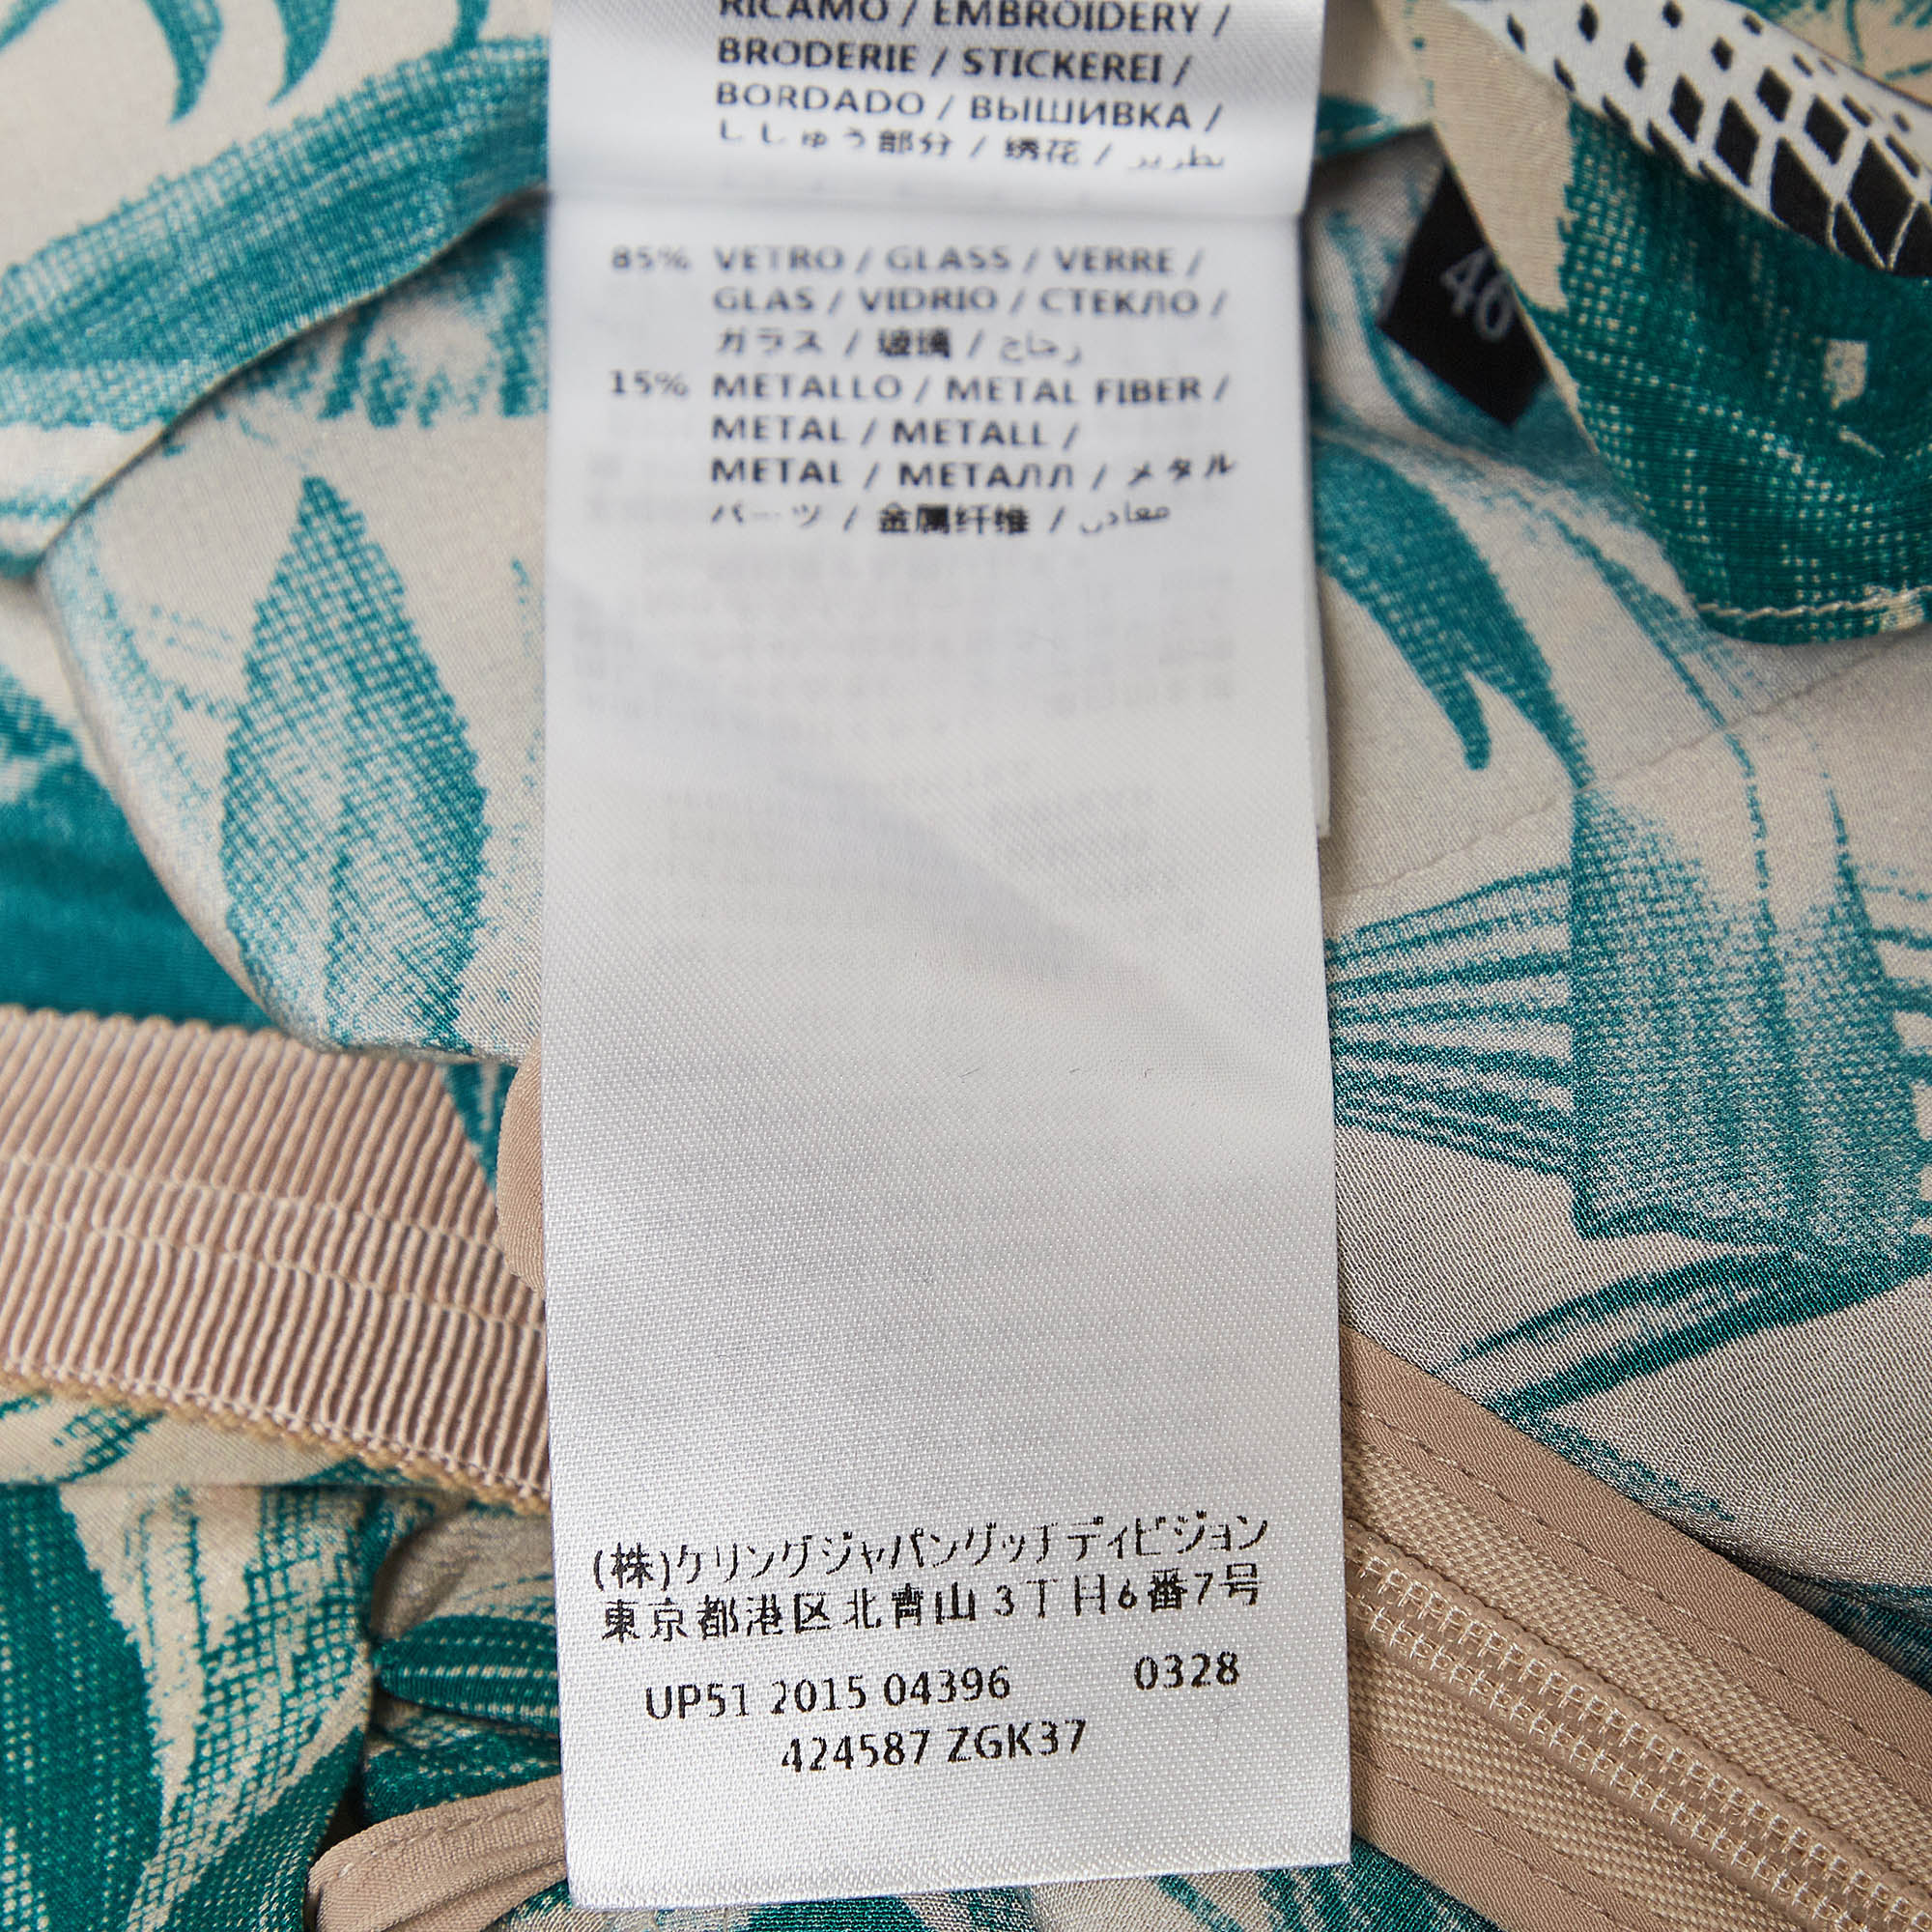 RICAMO / EMBROIDERY /
BRODERIE / STICKEREI /
BORDADO / ВЫШИВКА /
ししゅう部分 / 绣花 / تطريز
85% VETRO / GLASS / VERRE /
GLAS / VIDRIO / СТЕКЛО /
ガラス / 玻璃 / زجاج
15% METALLO / METAL FIBER /
METAL / METALL /
METAL / МЕТАЛЛ / メタル
パーツ / 金属纤维 / معادن
46
(株)ケリングジャパングッチディビジョン
東京都港区北青山3丁目6番7号
UP51 2015 04396 0328
424587 ZGK37